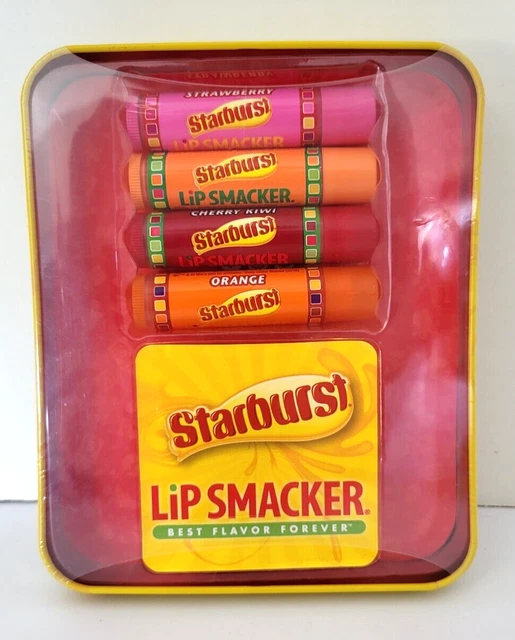 STRAWBERRY
Starburst
LiP SMACKER
Starburst
LiP SMACKER.
CHERRY KIWI
Starburst
LiP SMACKER
ORANGE
Starburst
Starburst
LiP SMACKER.
BEST FLAVOR FOREVER™